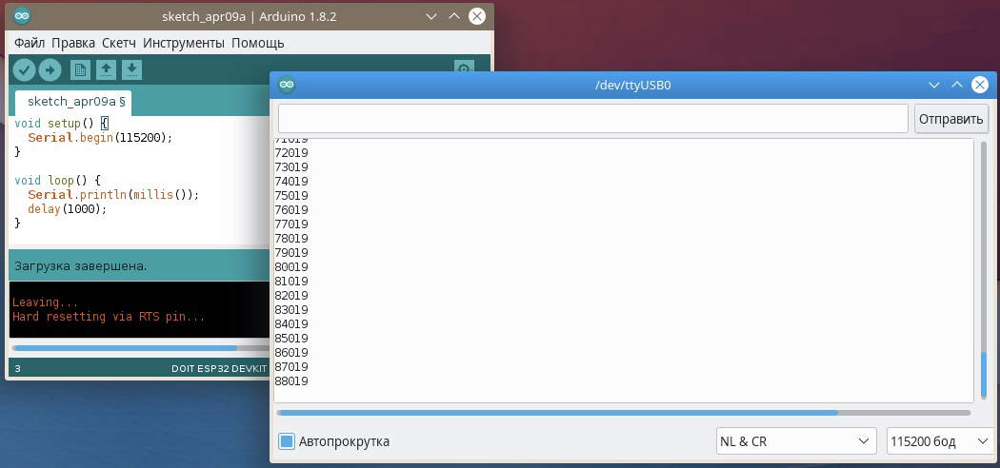 sketch_apr09a | Arduino 1.8.2
Файл Правка Скетч Инструменты Помощь
sketch_apr09a §
void setup() {
  Serial.begin(115200);
}
void loop() {
  Serial.println(millis());
  delay(1000);
}
Загрузка завершена.
Leaving...
Hard resetting via RTS pin...
3
DOIT ESP32 DEVKIT
/dev/ttyUSB0
Отправить
71019
72019
73019
74019
75019
76019
77019
78019
79019
80019
81019
82019
83019
84019
85019
86019
87019
88019
Автопрокрутка
NL & CR
115200 бод